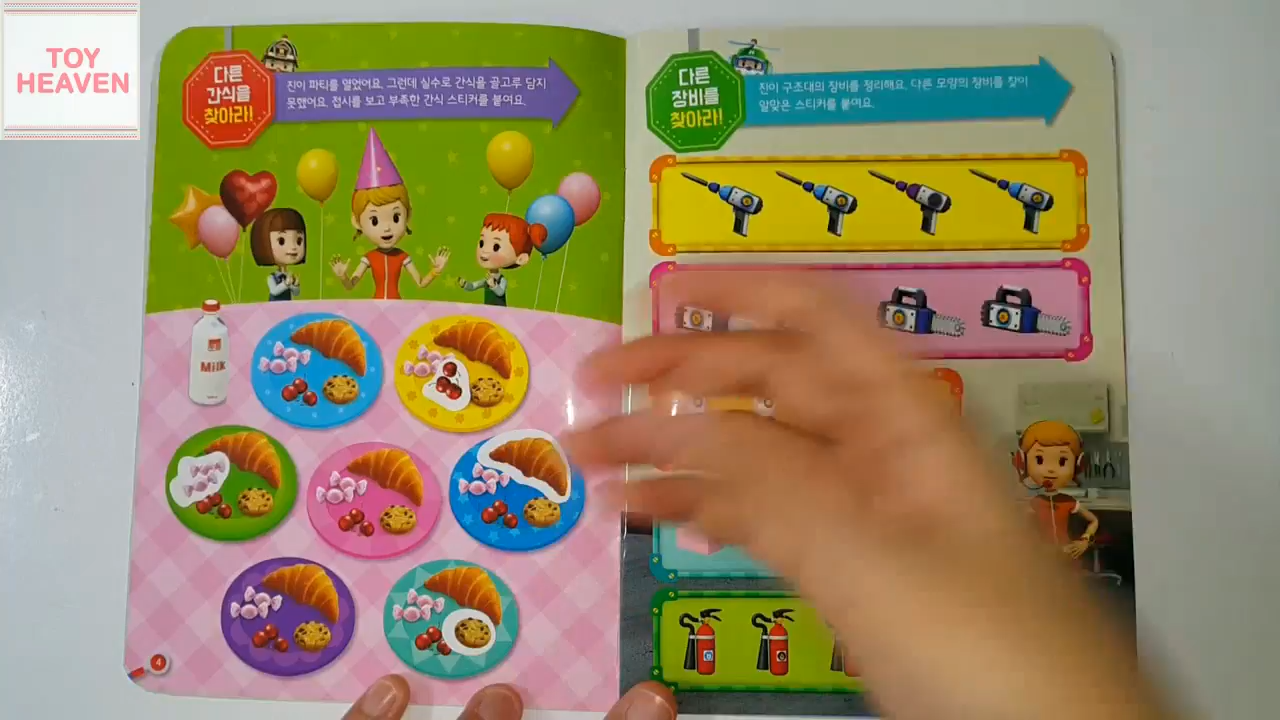 TOY
HEAVEN
다른
간식을
찾아라!
진이 파티를 열었어요. 그런데 실수로 간식을 골고루 담지
못했어요. 접시를 보고 부족한 간식 스티커를 붙여요.
Milk
4
다른
장비를
찾아라!
진이 구조대의 장비를 정리해요. 다른 모양의 장비를 찾아
알맞은 스티커를 붙여요.